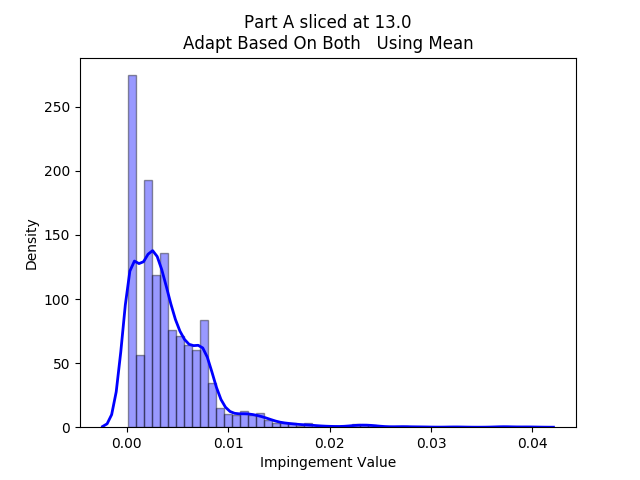 Part A sliced at 13.0
Adapt Based On Both   Using Mean
Density
250
200
150
100
50
0
0.00
0.01
0.02
0.03
0.04
Impingement Value